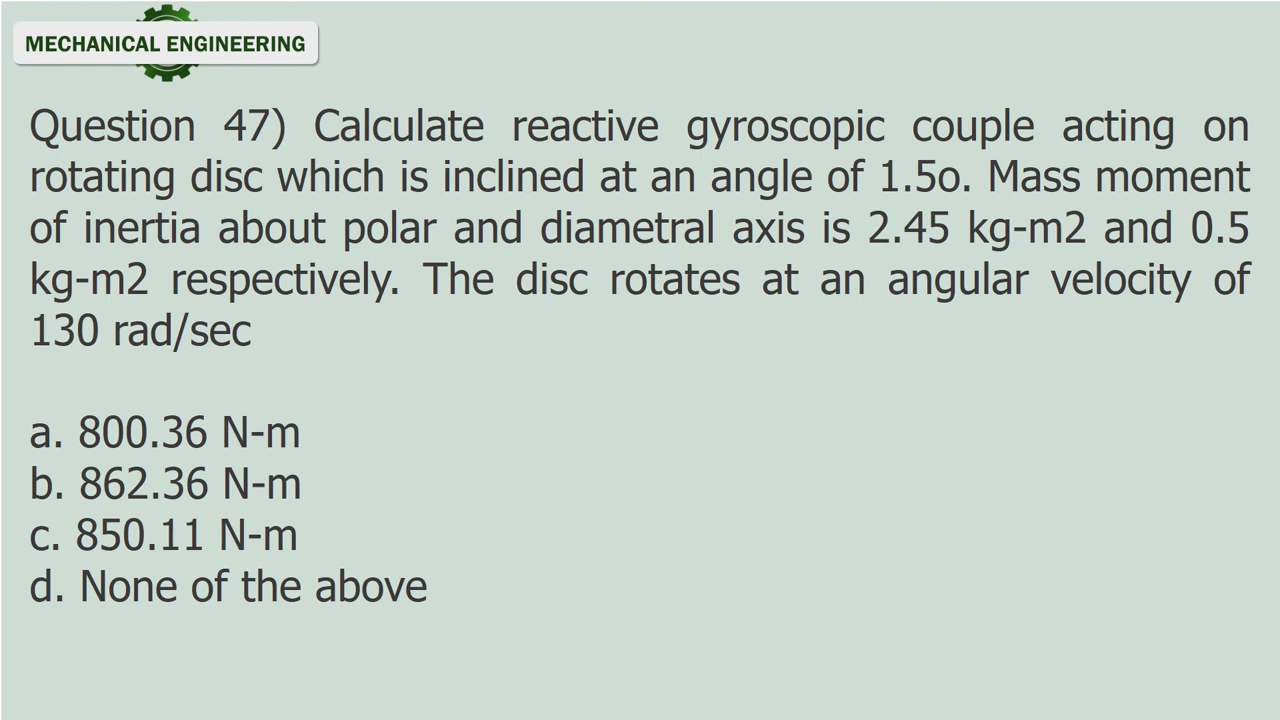 MECHANICAL ENGINEERING
Question 47) Calculate reactive gyroscopic couple acting on
rotating disc which is inclined at an angle of 1.5o. Mass moment
of inertia about polar and diametral axis is 2.45 kg-m2 and 0.5
kg-m2 respectively. The disc rotates at an angular velocity of
130 rad/sec
a. 800.36 N-m
b. 862.36 N-m
c. 850.11 N-m
d. None of the above